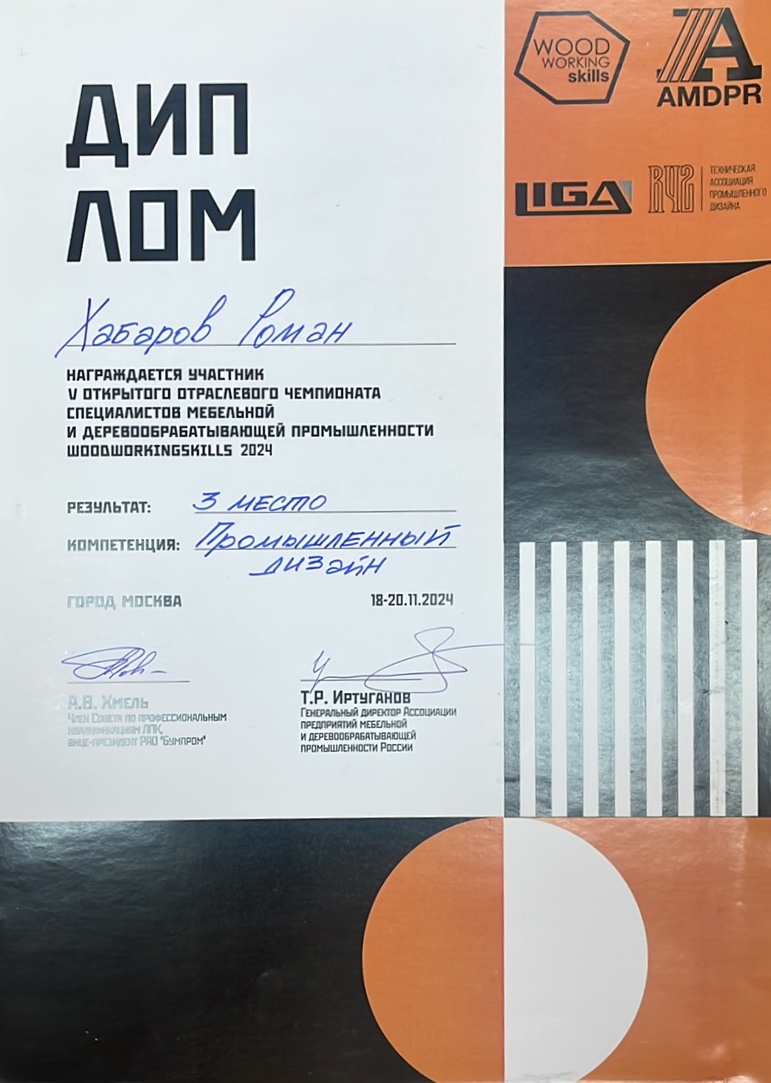 ДИП
ЛОМ
WOOD
WORKING
skills
AMDPR
LIGA
ТЕХНИЧЕСКАЯ
АССОЦИАЦИЯ
ПРОМЫШЛЕННОГО
ДИЗАЙНА
Хабаров Роман
НАГРАЖДАЕТСЯ УЧАСТНИК
V ОТКРЫТОГО ОТРАСЛЕВОГО ЧЕМПИОНАТА
СПЕЦИАЛИСТОВ МЕБЕЛЬНОЙ
И ДЕРЕВООБРАБАТЫВАЮЩЕЙ ПРОМЫШЛЕННОСТИ
WOODWORKINGSKILLS 2024
РЕЗУЛЬТАТ: 3 место
КОМПЕТЕНЦИЯ: Промышленный
дизайн
ГОРОД МОСКВА 18-20.11.2024
А.В. Хмель
Член Совета по профессиональным
квалификациям ЛПК,
вице-президент РАО "Бумпром"
Т.Р. Иртуганов
Генеральный директор Ассоциации
предприятий мебельной
и деревообрабатывающей
промышленности России